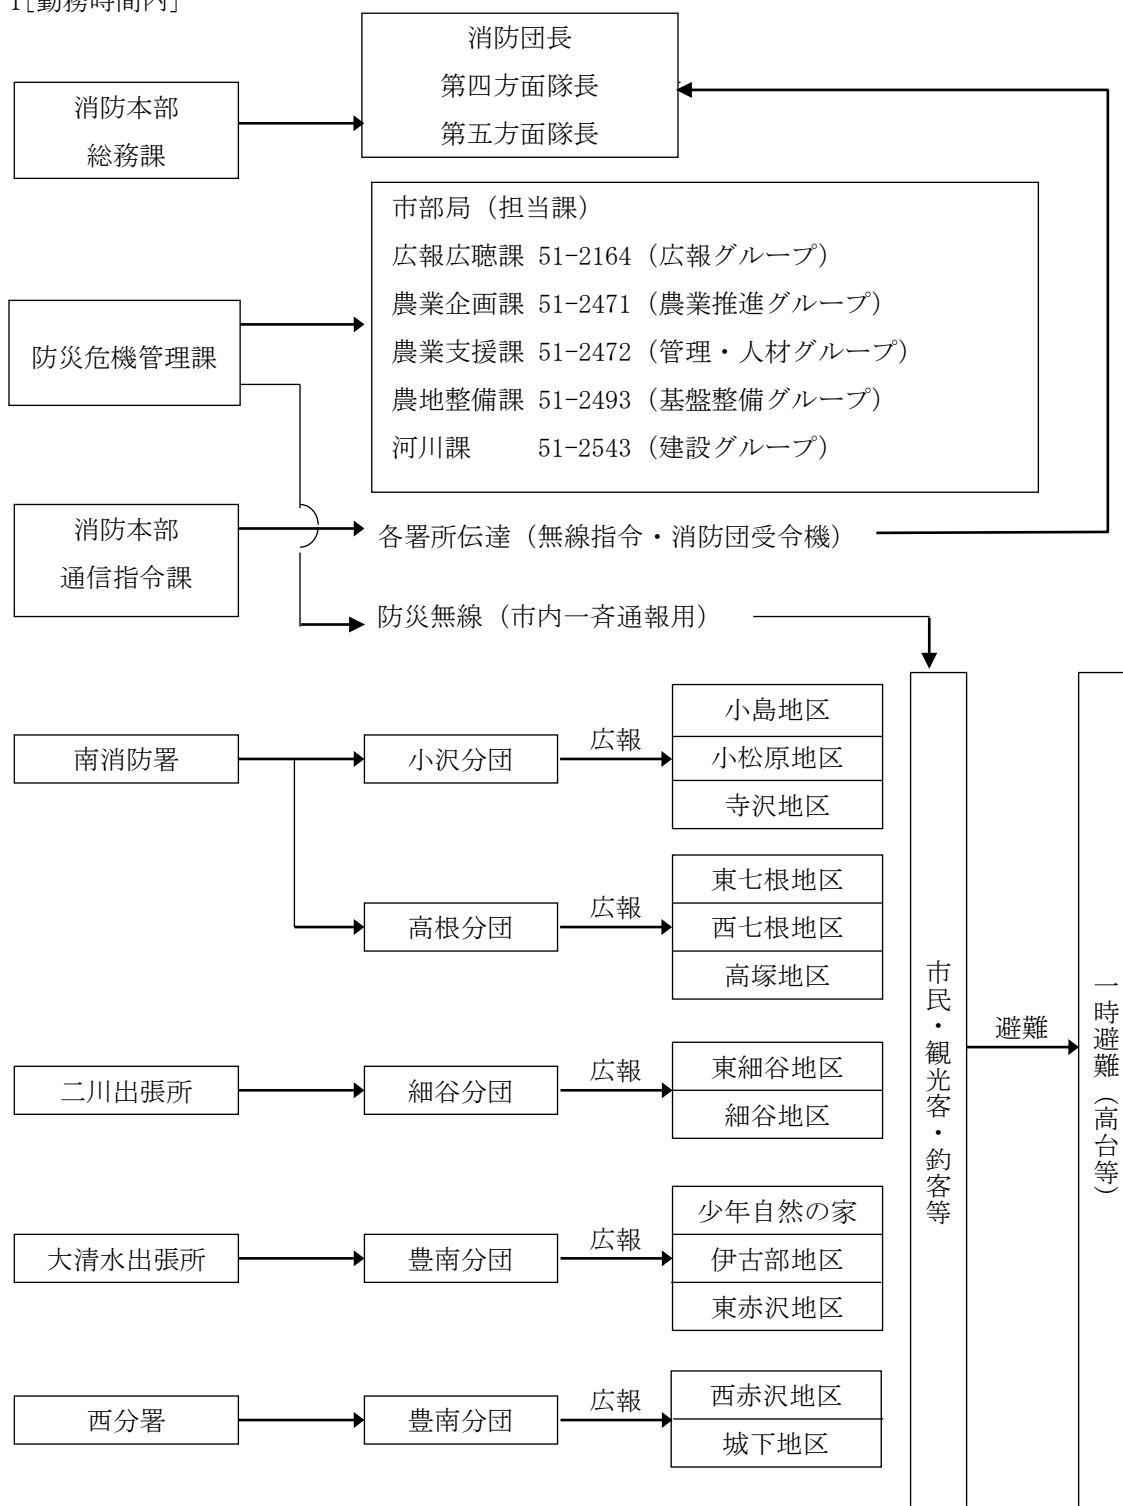 1[勤務時間内]
消防団長
第四方面隊長
第五方面隊長
消防本部
総務課
市部局（担当課）
広報広聴課 51-2164（広報グループ）
農業企画課 51-2471（農業推進グループ）
農業支援課 51-2472（管理・人材グループ）
農地整備課 51-2493（基盤整備グループ）
河川課 51-2543（建設グループ）
防災危機管理課
消防本部
通信指令課
各署所伝達（無線指令・消防団受令機）
防災無線（市内一斉通報用）
南消防署
小沢分団
広報
小島地区
小松原地区
寺沢地区
高根分団
広報
東七根地区
西七根地区
高塚地区
二川出張所
細谷分団
広報
東細谷地区
細谷地区
大清水出張所
豊南分団
広報
少年自然の家
伊古部地区
東赤沢地区
西分署
豊南分団
広報
西赤沢地区
城下地区
市民・観光客・釣客等
避難
一時避難（高台等）